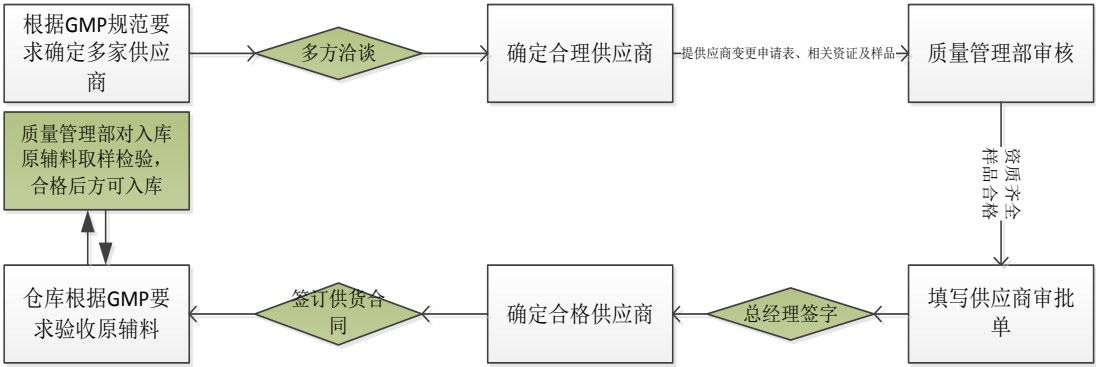 根据GMP规范要
求确定多家供应
商
多方洽谈
确定合理供应商
提供应商变更申请表、相关资证及样品
质量管理部审核
资质齐全
样品合格
填写供应商审批
单
总经理签字
确定合格供应商
签订供货合
同
仓库根据GMP要
求验收原辅料
质量管理部对入库
原辅料取样检验，
合格后方可入库